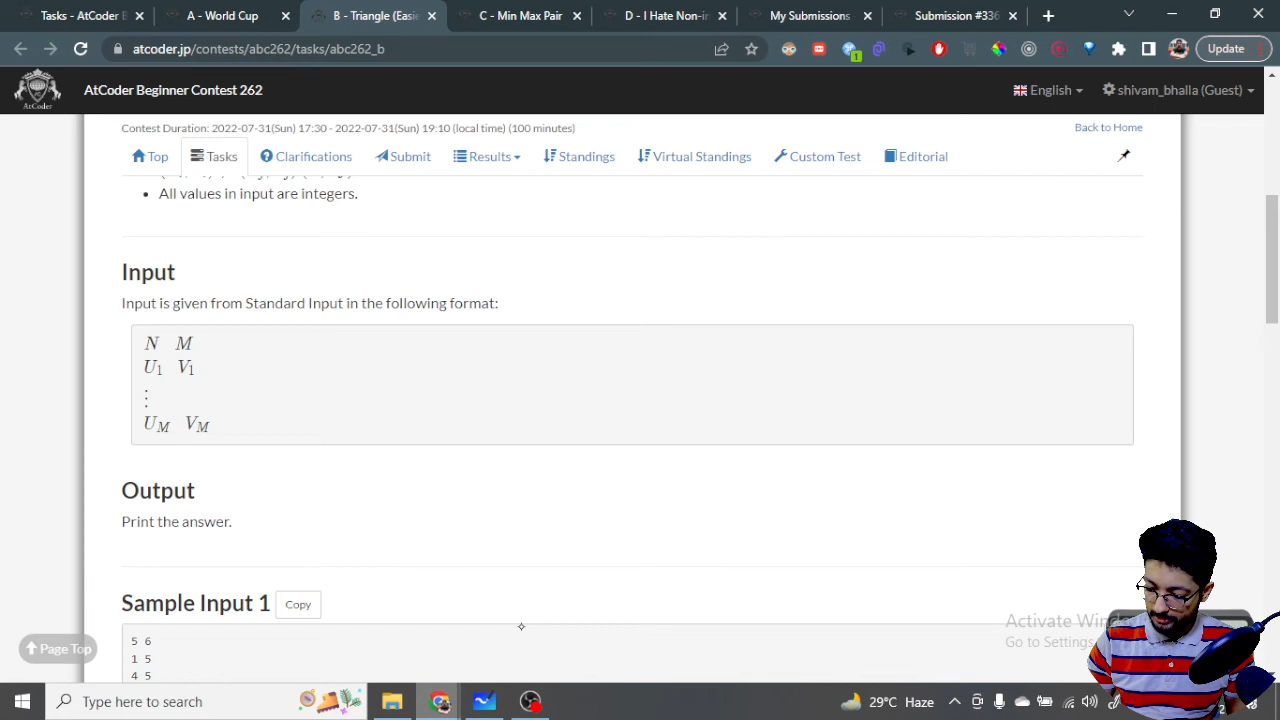 Tasks - AtCoder B
A - World Cup
B - Triangle (Easie
C - Min Max Pair
D - I Hate Non-in
My Submissions
Submission #336
atcoder.jp/contests/abc262/tasks/abc262_b
1
Update
AtCoder
AtCoder Beginner Contest 262
English
shivam_bhalla (Guest)
Contest Duration: 2022-07-31(Sun) 17:30 - 2022-07-31(Sun) 19:10 (local time) (100 minutes)
Back to Home
Top
Tasks
Clarifications
Submit
Results
Standings
Virtual Standings
Custom Test
Editorial
• All values in input are integers.
Input
Input is given from Standard Input in the following format:
N M
U1 V1
⋮
UM VM
Output
Print the answer.
Sample Input 1
Copy
5 6
1 5
4 5
Page Top
Activate Wind
Go to Settings
Type here to search
29°C Haze